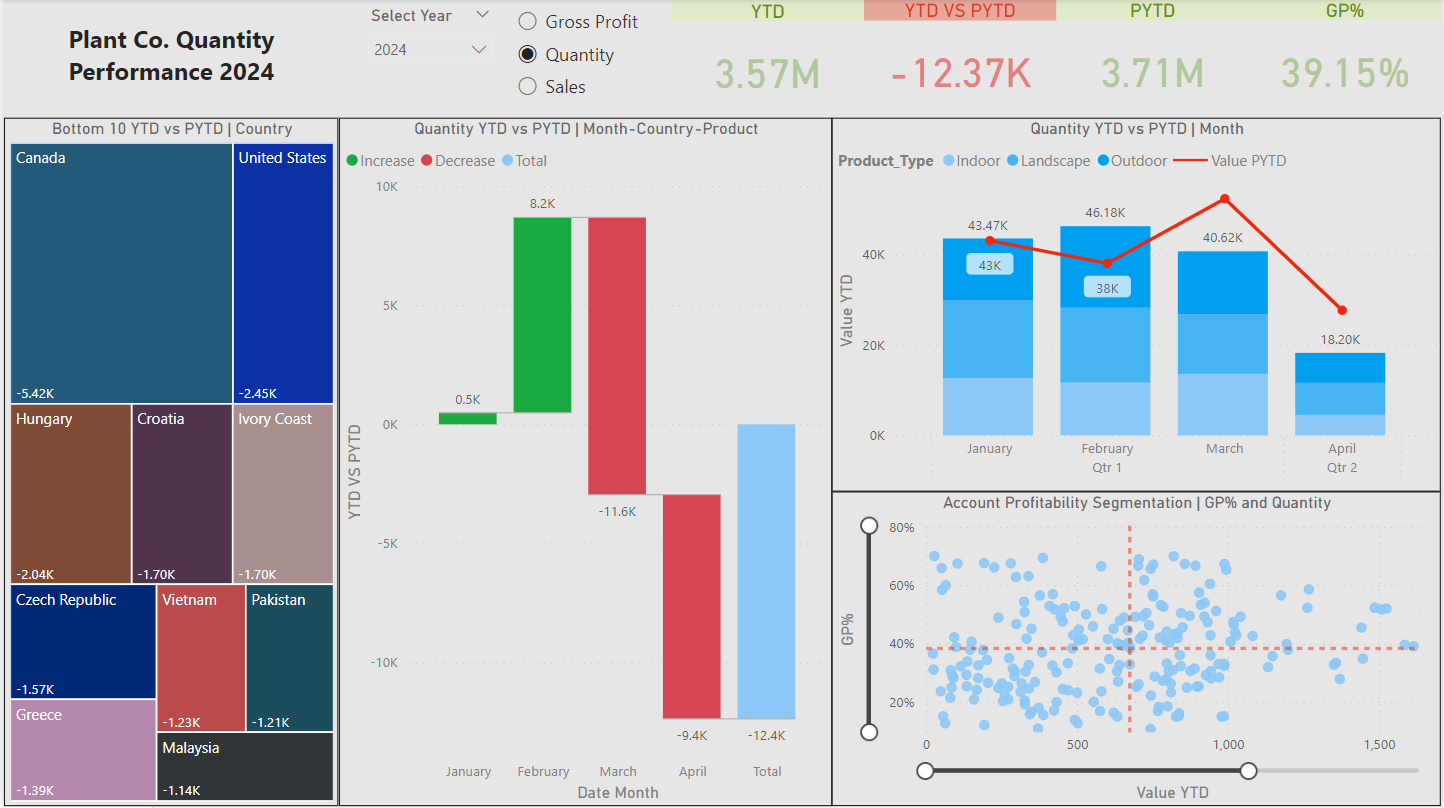 Plant Co. Quantity
Performance 2024
Select Year
2024
Gross Profit
Quantity
Sales
YTD
3.57M
YTD VS PYTD
-12.37K
PYTD
3.71M
GP%
39.15%
Bottom 10 YTD vs PYTD | Country
Canada
-5.42K
United States
-2.45K
Hungary
-2.04K
Croatia
-1.70K
Ivory Coast
-1.70K
Czech Republic
-1.57K
Vietnam
-1.23K
Pakistan
-1.21K
Greece
-1.39K
Malaysia
-1.14K
Quantity YTD vs PYTD | Month-Country-Product
Increase Decrease Total
YTD VS PYTD
10K
5K
0K
-5K
-10K
0.5K
8.2K
-11.6K
-9.4K
-12.4K
January February March April Total
Date Month
Quantity YTD vs PYTD | Month
Product_Type Indoor Landscape Outdoor Value PYTD
Value YTD
40K
20K
0K
43.47K
46.18K
40.62K
18.20K
43K
38K
January February March April
Qtr 1 Qtr 2
Account Profitability Segmentation | GP% and Quantity
GP%
80%
60%
40%
20%
0 500 1,000 1,500
Value YTD